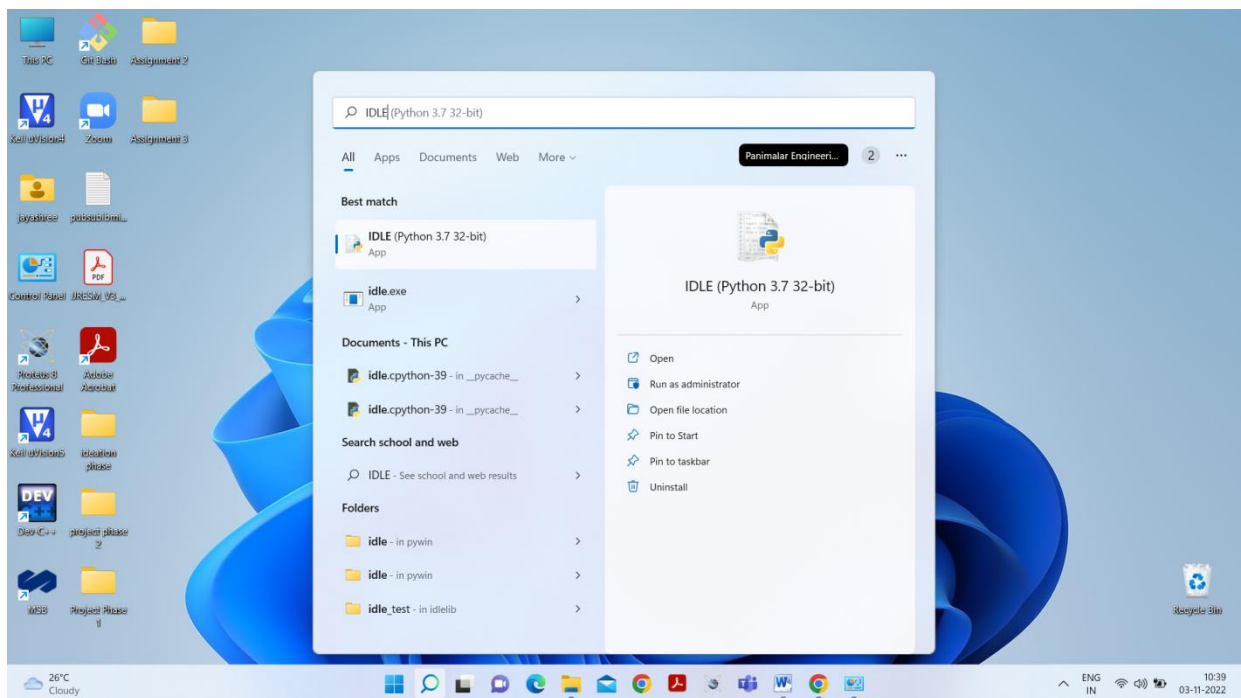 This PC
Git Bash
Assignment 2
Keil uVision4
Zoom
Assignment 3
jayashree
Control Panel
PDF
IJRESM_V3_...
Proteus 8
Professional
Adobe
Acrobat
Keil uVision5
ideation
phase
DEV
C++
Dev-C++
project phase
2
MSB
Project Phase
1
IDLE (Python 3.7 32-bit)
All Apps Documents Web More
Panimalar Engineeri... 2 ...
Best match
IDLE (Python 3.7 32-bit)
App
idle.exe
App
Documents - This PC
idle.cpython-39 - in __pycache__
idle.cpython-39 - in __pycache__
Search school and web
IDLE - See school and web results
Folders
idle - in pywin
idle - in pywin
idle_test - in idlelib
IDLE (Python 3.7 32-bit)
App
Open
Run as administrator
Open file location
Pin to Start
Pin to taskbar
Uninstall
Recycle Bin
26°C
Cloudy
ENG
IN
10:39
03-11-2022